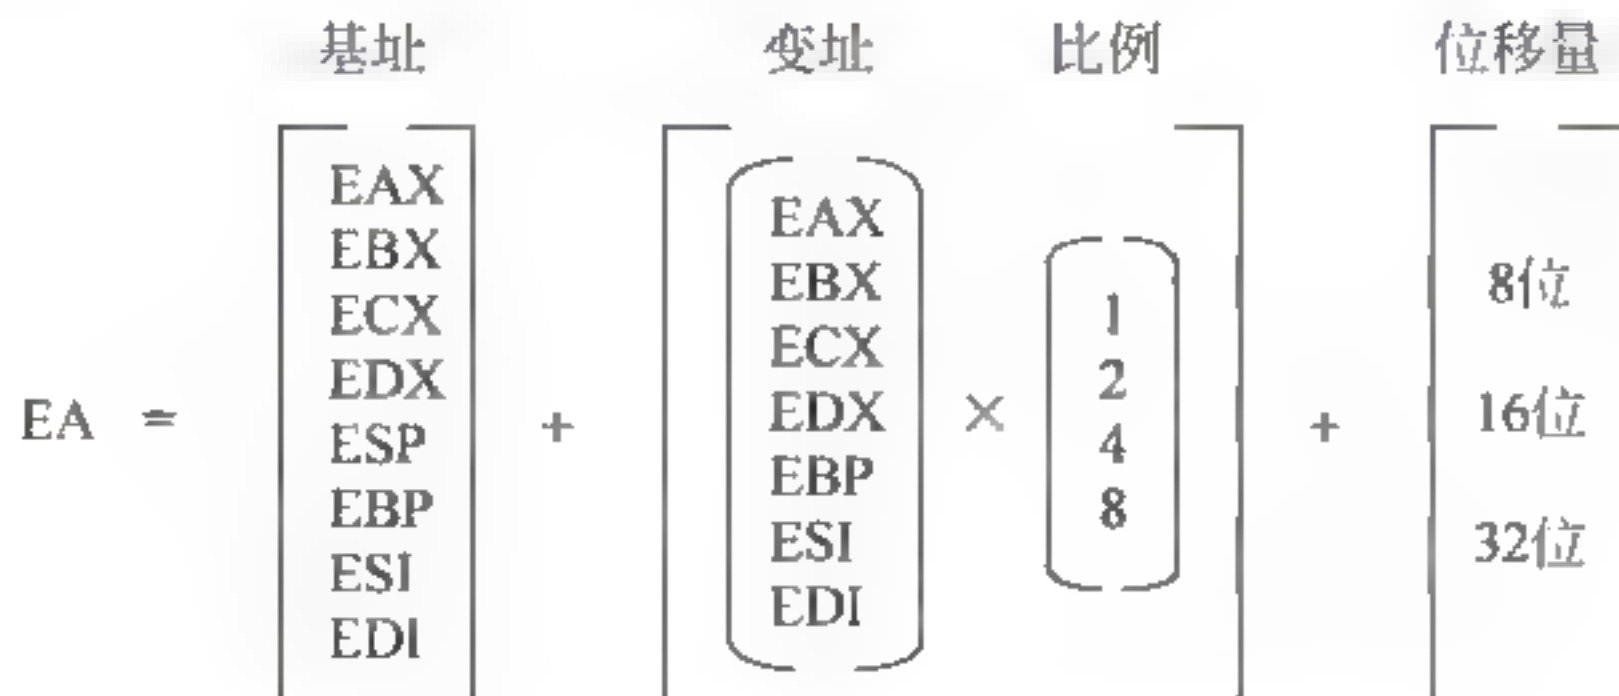 基址 变址 比例 位移量
EAX
EBX
ECX
EDX
ESP
EBP
ESI
EDI
EA =
+
EAX
EBX
ECX
EDX
EBP
ESI
EDI
×
1
2
4
8
+
8位
16位
32位